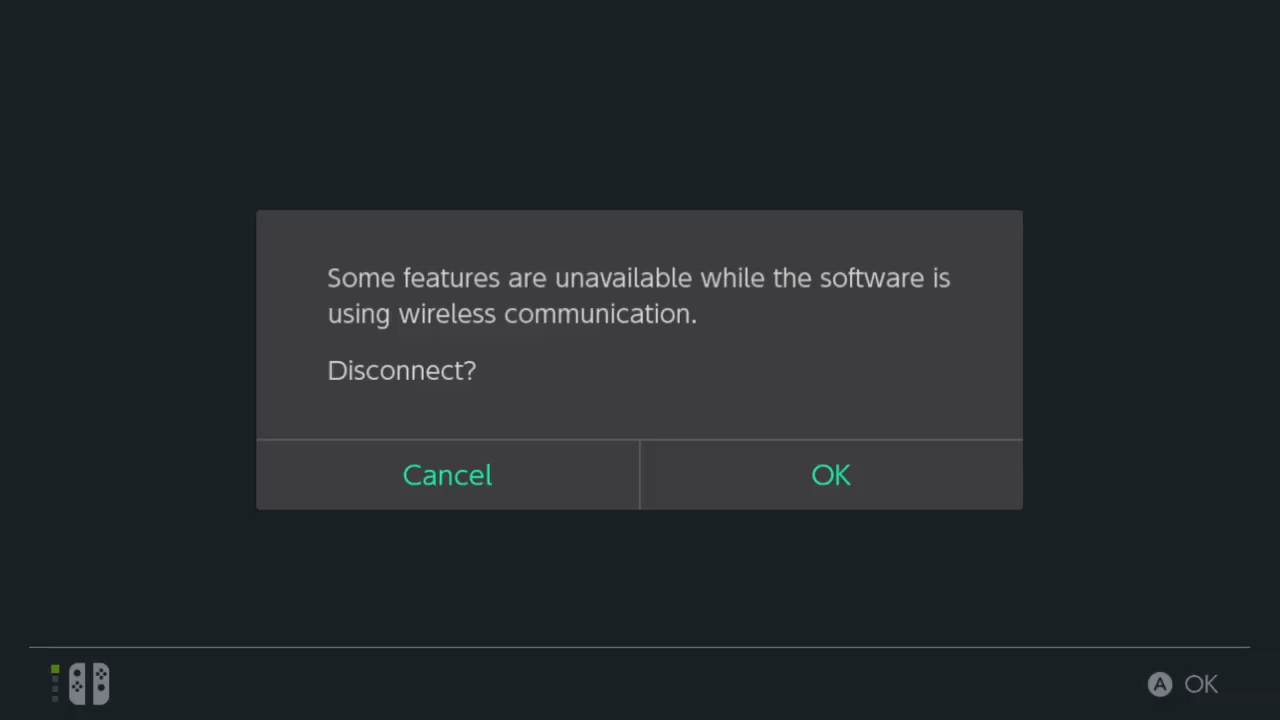 Some features are unavailable while the software is
using wireless communication.
Disconnect?
Cancel
OK
A OK